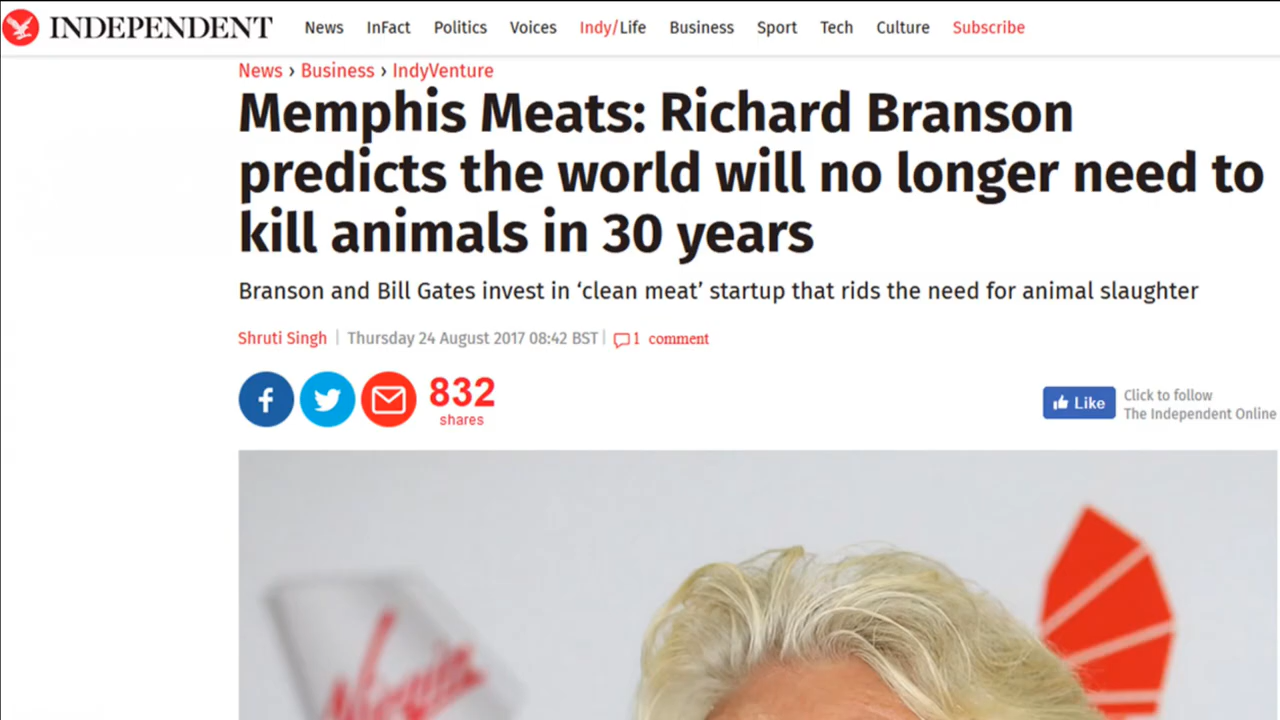 INDEPENDENT News InFact Politics Voices Indy/Life Business Sport Tech Culture Subscribe
News › Business › IndyVenture
Memphis Meats: Richard Branson
predicts the world will no longer need to
kill animals in 30 years
Branson and Bill Gates invest in ‘clean meat’ startup that rids the need for animal slaughter
Shruti Singh | Thursday 24 August 2017 08:42 BST | 1 comment
832
shares
Like
Click to follow
The Independent Online
Virgin